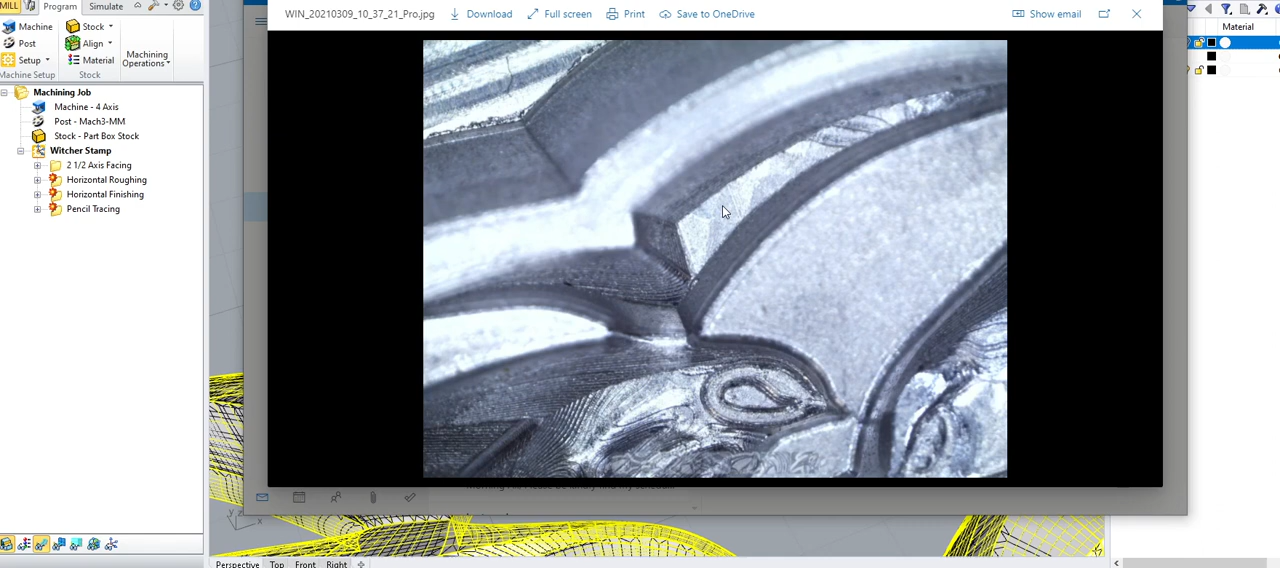 MILL
Program
Simulate
Machine
Post
Setup
Machine Setup
Stock
Align
Material
Stock
Machining
Operations
Machining Job
Machine - 4 Axis
Post - Mach3-MM
Stock - Part Box Stock
Witcher Stamp
2 1/2 Axis Facing
Horizontal Roughing
Horizontal Finishing
Pencil Tracing
WIN_20210309_10_37_21_Pro.jpg
Download
Full screen
Print
Save to OneDrive
Show email
Material
y
z
x
Perspective
Top
Front
Right